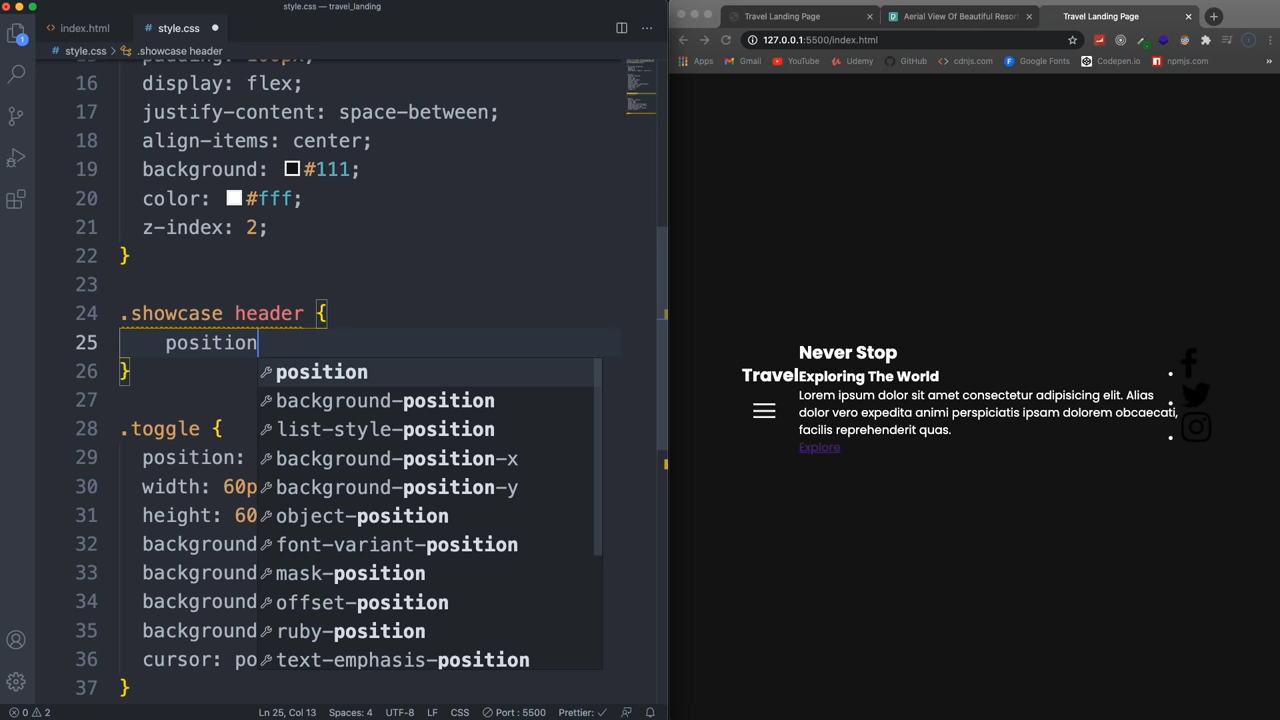 style.css — travel_landing
index.html
# style.css
# style.css > .showcase header
16 display: flex;
17 justify-content: space-between;
18 align-items: center;
19 background: #111;
20 color: #fff;
21 z-index: 2;
22 }
23
24 .showcase header {
25 position
26 }
27
28 .toggle {
29 position:
30 width: 60p
31 height: 60
32 background
33 background
34 background
35 background
36 cursor: po
37 }
position
background-position
list-style-position
background-position-x
background-position-y
object-position
font-variant-position
mask-position
offset-position
ruby-position
text-emphasis-position
0 2
Ln 25, Col 13 Spaces: 4 UTF-8 LF CSS Port : 5500 Prettier: ✓
Travel Landing Page
Aerial View Of Beautiful Resort
Travel Landing Page
127.0.0.1:5500/index.html
Apps Gmail YouTube Udemy GitHub cdnjs.com Google Fonts Codepen.io npmjs.com »
Travel
Never Stop
Exploring The World
Lorem ipsum dolor sit amet consectetur adipisicing elit. Alias
dolor vero expedita animi perspiciatis ipsam dolorem obcaecati,
facilis reprehenderit quas.
Explore